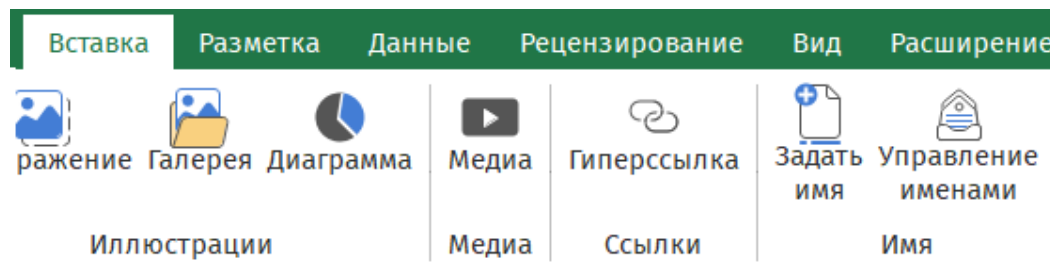 Вставка Разметка Данные Рецензирование Вид Расширение
ражение Галерея Диаграмма Медиа Гиперссылка Задать имя Управление именами
Иллюстрации Медиа Ссылки Имя